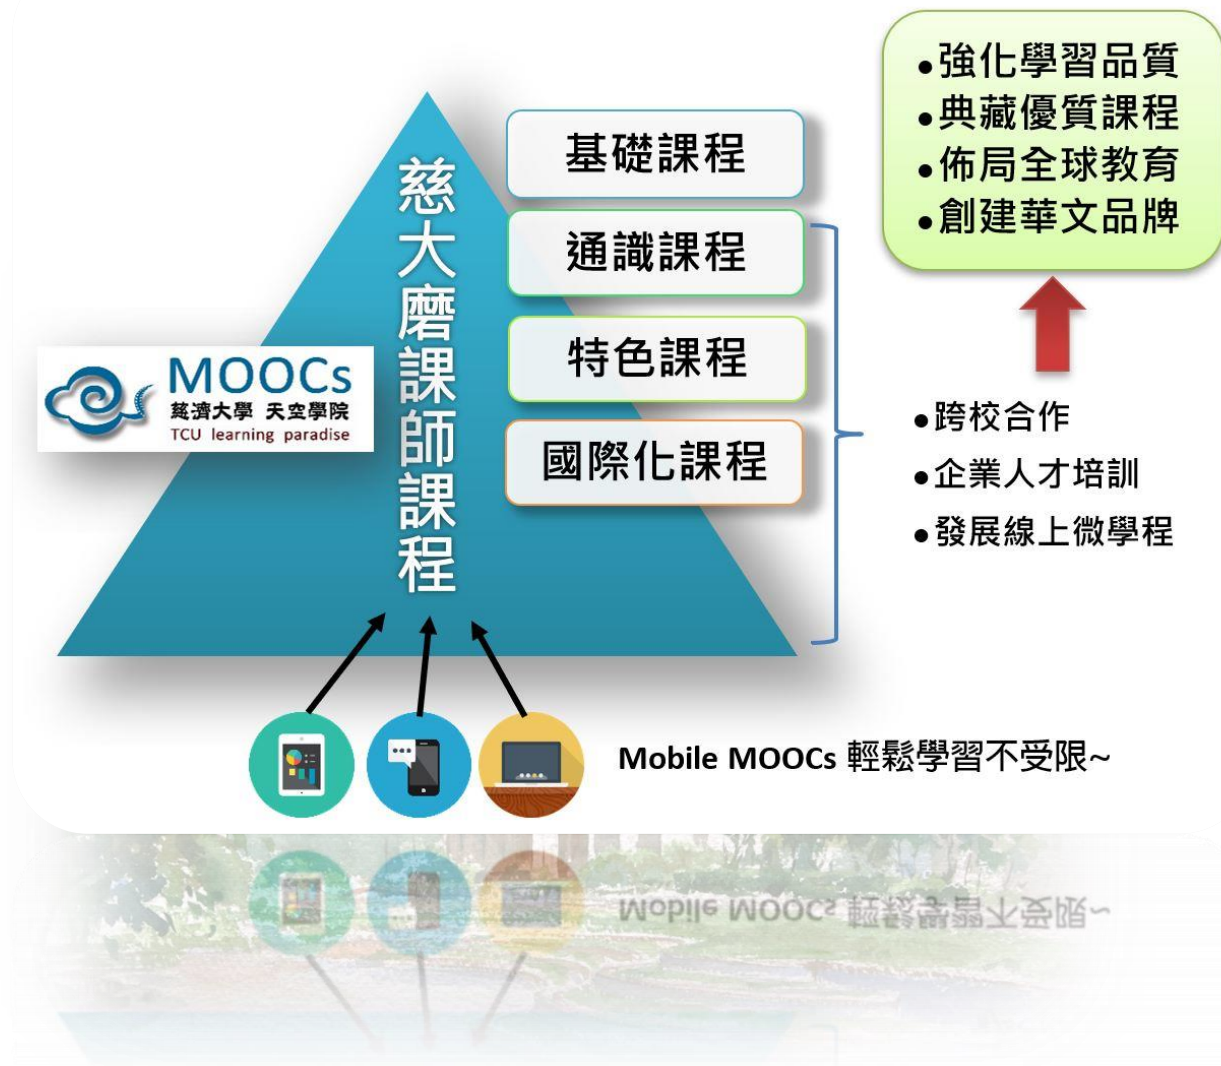 慈大磨課師課程
MOOCs
慈濟大學 天空學院
TCU learning paradise
基礎課程
通識課程
特色課程
國際化課程
●強化學習品質
●典藏優質課程
●佈局全球教育
●創建華文品牌
●跨校合作
●企業人才培訓
●發展線上微學程
Mobile MOOCs 輕鬆學習不受限~